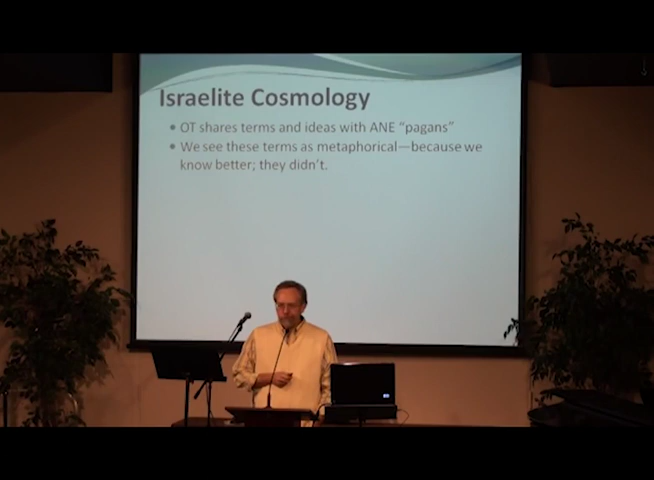 Israelite Cosmology
• OT shares terms and ideas with ANE “pagans”
• We see these terms as metaphorical—because we
know better; they didn’t.